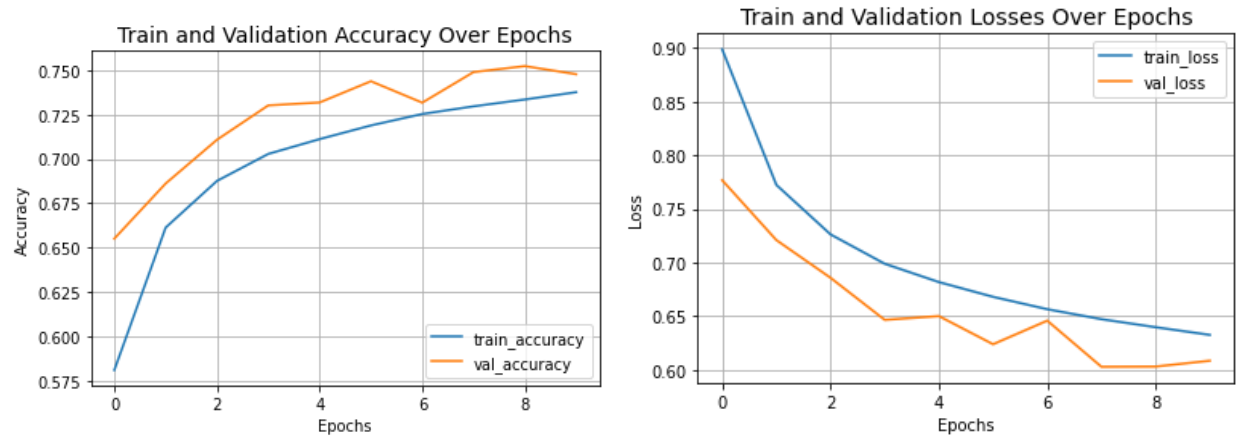 Train and Validation Accuracy Over Epochs
0.750
0.725
0.700
0.675
0.650
0.625
0.600
0.575
Accuracy
train_accuracy
val_accuracy
0 2 4 6 8
Epochs
Train and Validation Losses Over Epochs
0.90
0.85
0.80
0.75
0.70
0.65
0.60
Loss
train_loss
val_loss
0 2 4 6 8
Epochs